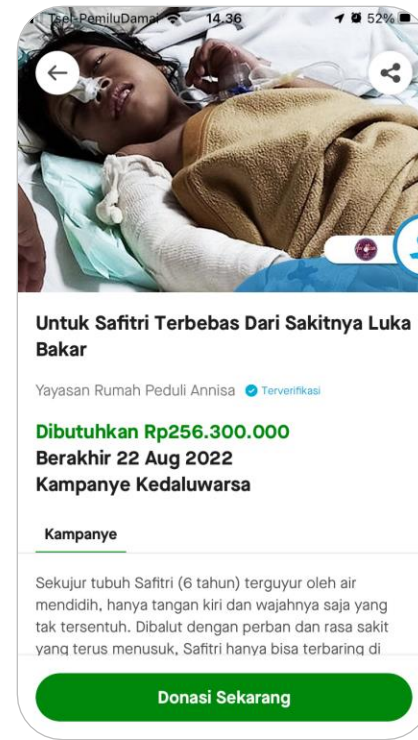 Tsel-PemiluDamai 14.36 52%
Untuk Safitri Terbebas Dari Sakitnya Luka
Bakar
Yayasan Rumah Peduli Annisa Terverifikasi
Dibutuhkan Rp256.300.000
Berakhir 22 Aug 2022
Kampanye Kedaluwarsa
Kampanye
Sekujur tubuh Safitri (6 tahun) terguyur oleh air
mendidih, hanya tangan kiri dan wajahnya saja yang
tak tersentuh. Dibalut dengan perban dan rasa sakit
yang terus menusuk, Safitri hanya bisa terbaring di
Donasi Sekarang